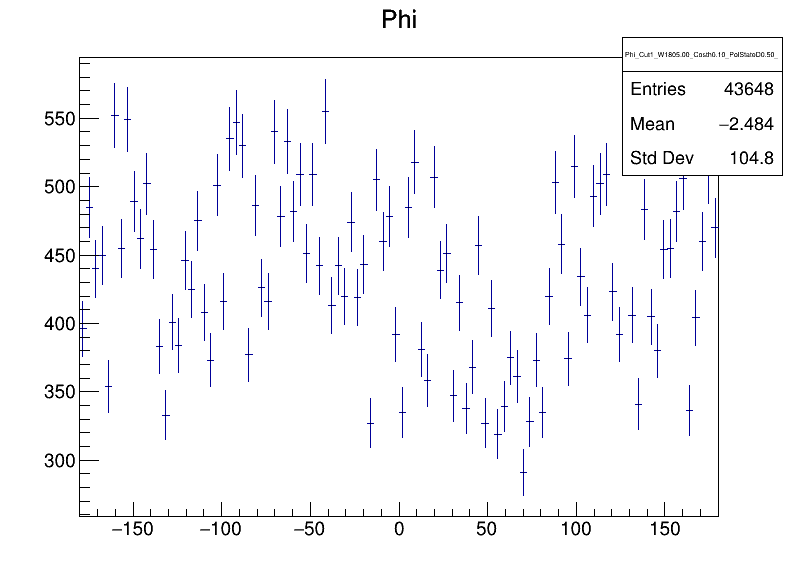 Phi
Phi_Cut1_W1805.00_Costh0.10_PolStateD0.50_
Entries 43648
Mean −2.484
Std Dev 104.8
550
500
450
400
350
300
−150 −100 −50 0 50 100 150